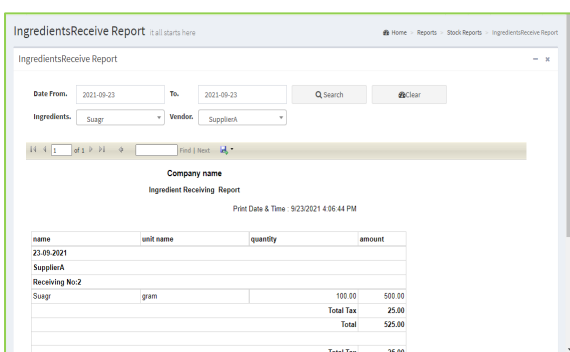 IngredientsReceive Report it all starts here
Home > Reports > Stock Reports > IngredientsReceive Report
IngredientsReceive Report
Date From. 2021-09-23 To. 2021-09-23 Search Clear
Ingredients. Suagr Vendor. SupplierA
1 of 1 Find | Next
Company name
Ingredient Receiving Report
Print Date & Time : 9/23/2021 4:06:44 PM
name unit name quantity amount
23-09-2021
SupplierA
Receiving No:2
Suagr gram 100.00 500.00
Total Tax 25.00
Total 525.00
Total Tax 25.00